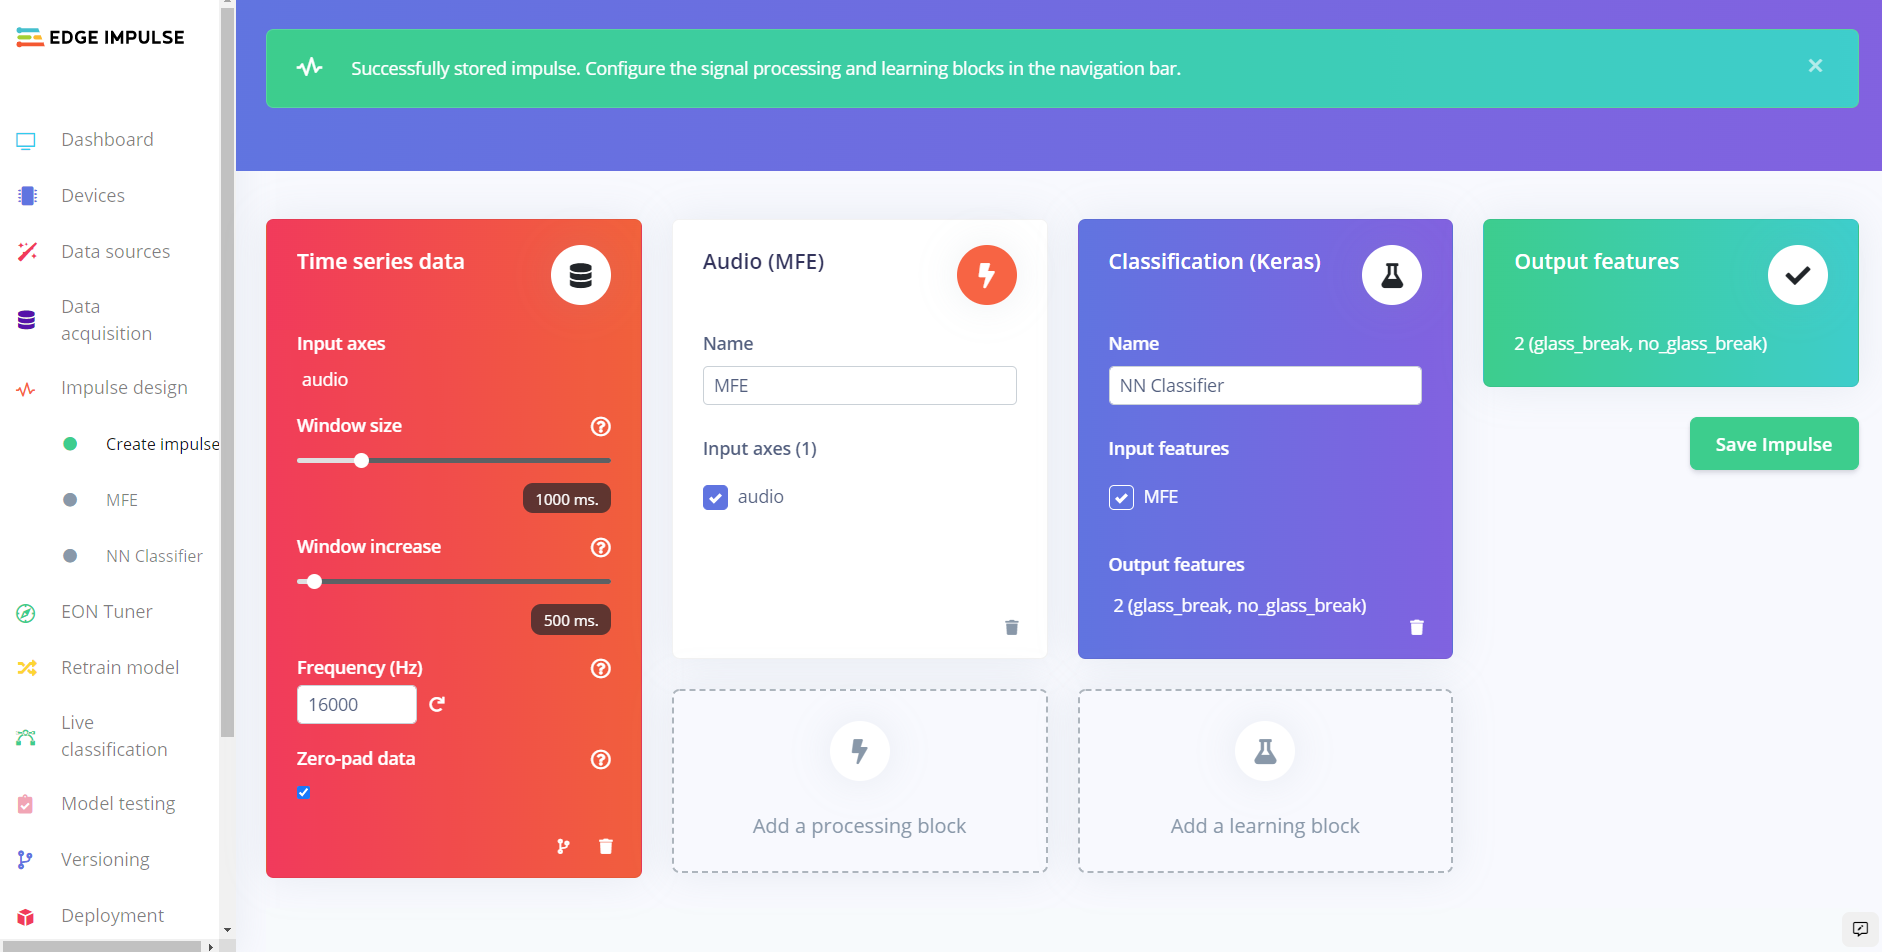 EDGE IMPULSE
Dashboard
Devices
Data sources
Data
acquisition
Impulse design
Create impulse
MFE
NN Classifier
EON Tuner
Retrain model
Live
classification
Model testing
Versioning
Deployment
Successfully stored impulse. Configure the signal processing and learning blocks in the navigation bar.
×
Time series data
Input axes
audio
Window size
?
1000 ms.
Window increase
?
500 ms.
Frequency (Hz)
?
16000
Zero-pad data
?
Audio (MFE)
Name
MFE
Input axes (1)
audio
Add a processing block
Classification (Keras)
Name
NN Classifier
Input features
MFE
Output features
2 (glass_break, no_glass_break)
Add a learning block
Output features
2 (glass_break, no_glass_break)
Save Impulse